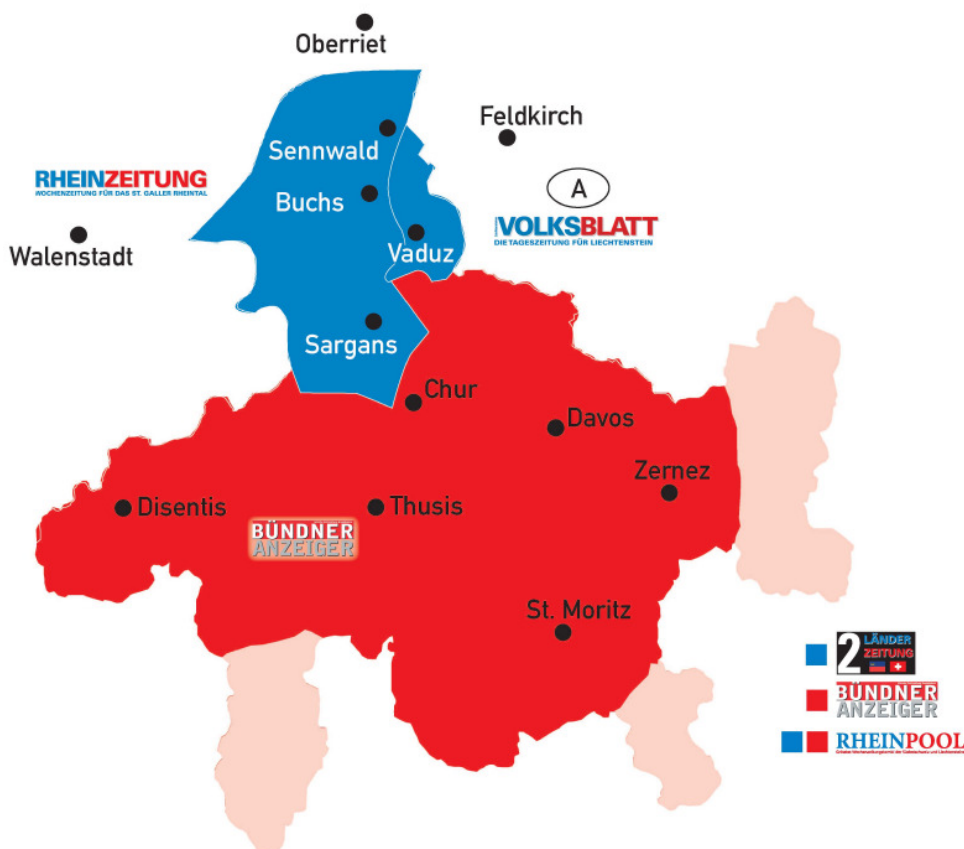 Oberriet
Feldkirch
Sennwald
RHEINZEITUNG
WOCHENZEITUNG FÜR DAS ST. GALLER RHEINTAL
Buchs
A
VOLKSBLATT
DIE TAGESZEITUNG FÜR LIECHTENSTEIN
Walenstadt
Vaduz
Sargans
Chur
Davos
Zernez
Disentis
Thusis
BÜNDNER
ANZEIGER
St. Moritz
2 LÄNDER
ZEITUNG
BÜNDNER
ANZEIGER
RHEINPOOL